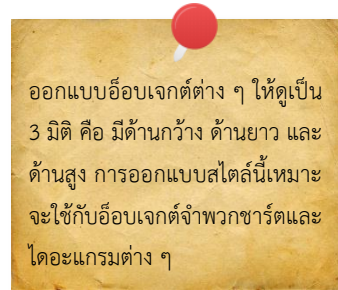 ออกแบบอ็อบเจกต์ต่าง ๆ ให้ดูเป็น
3 มิติ คือ มีด้านกว้าง ด้านยาว และ
ด้านสูง การออกแบบสไตล์นี้เหมาะ
จะใช้กับอ็อบเจกต์จำพวกชาร์ตและ
ไดอะแกรมต่าง ๆ